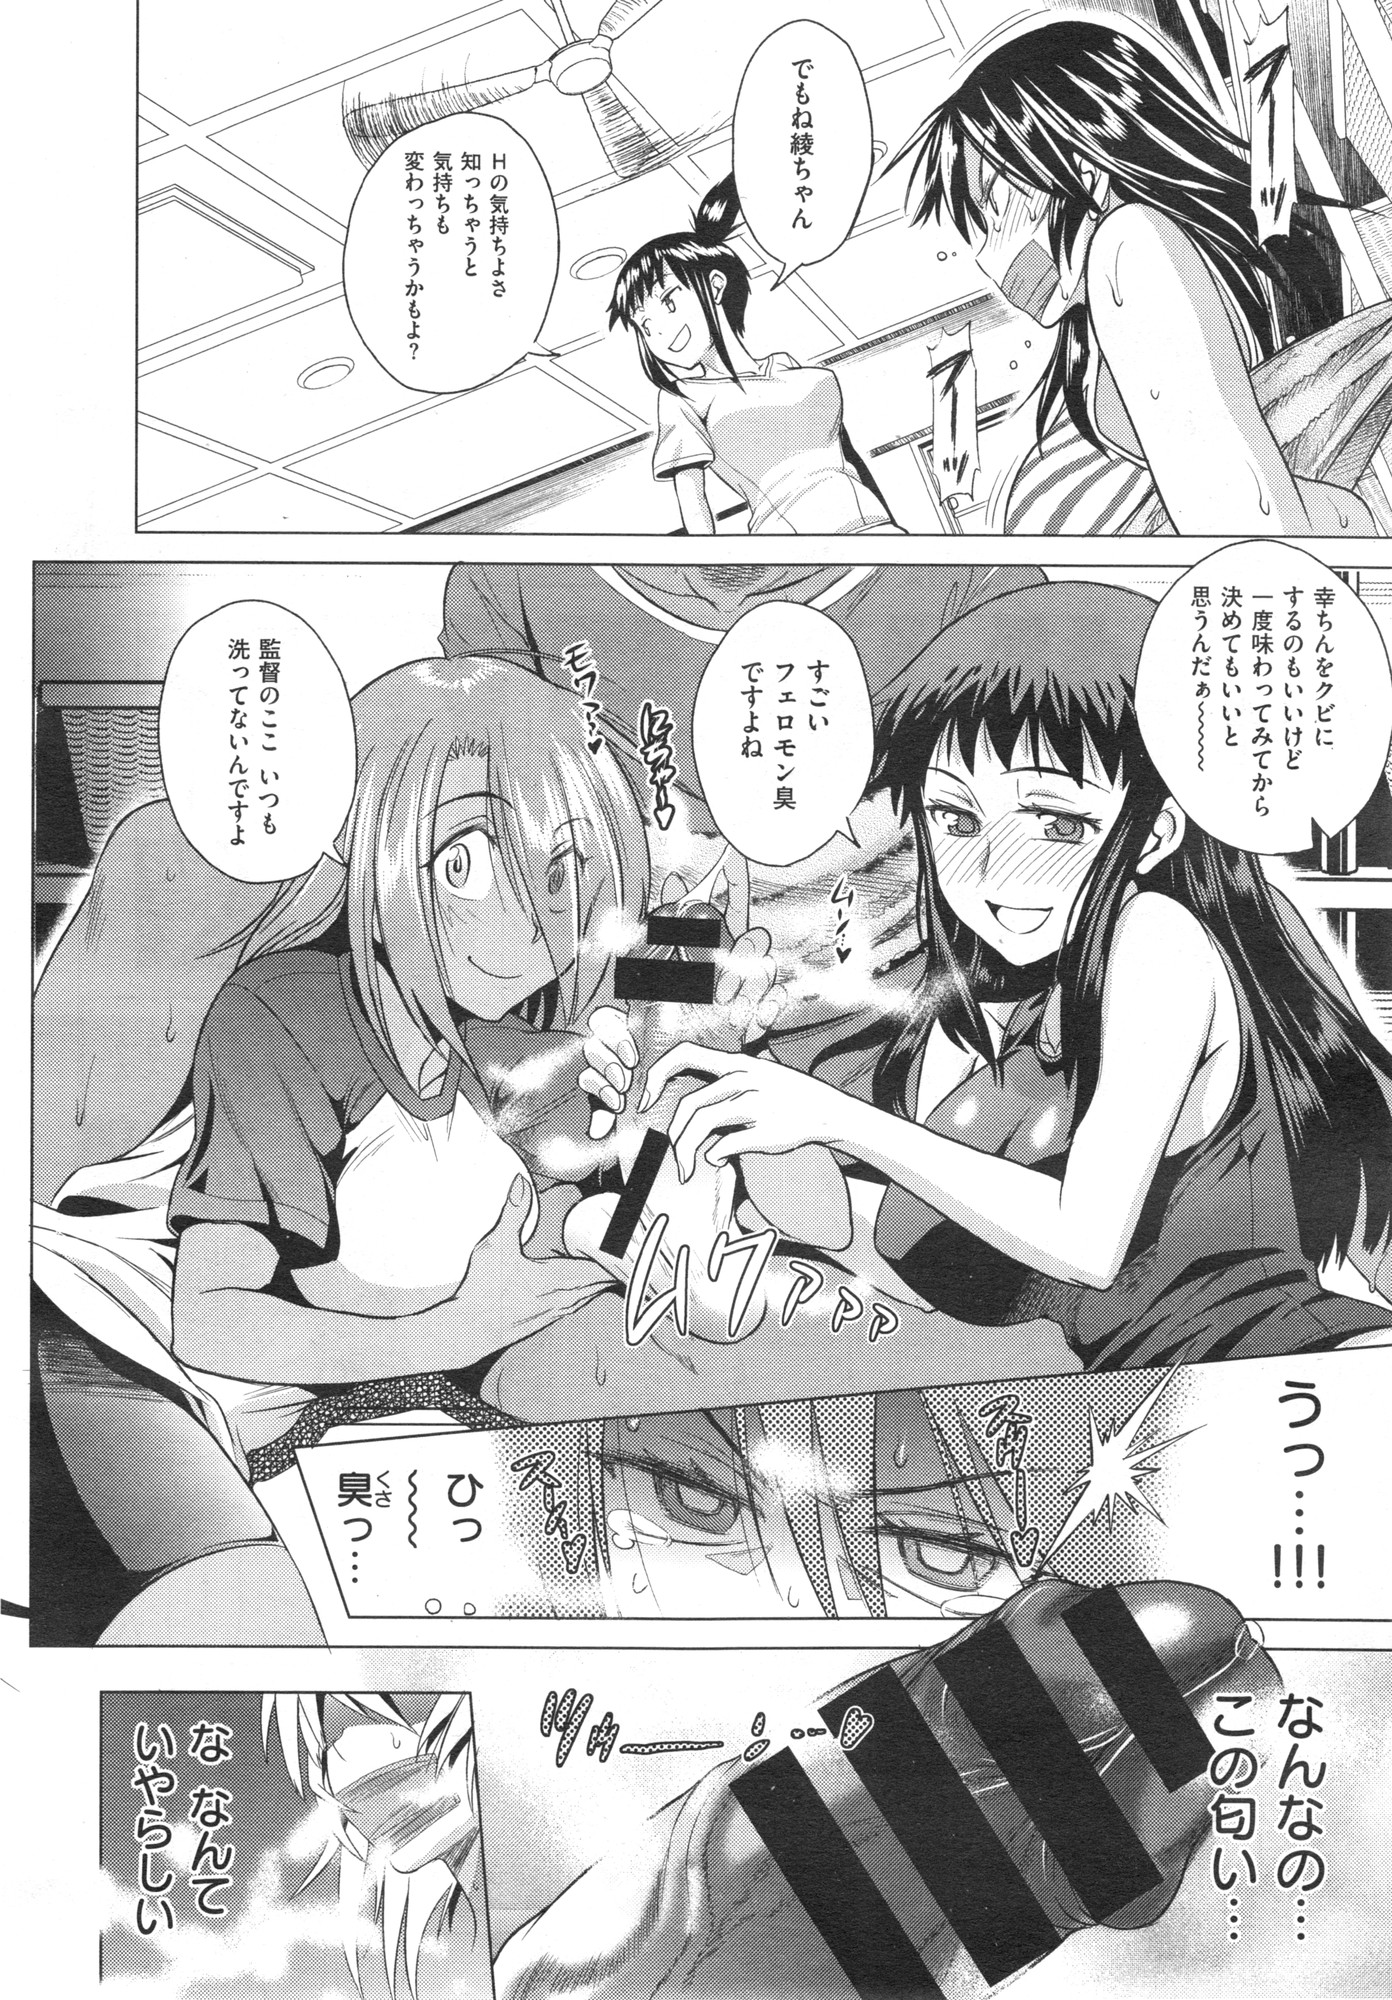 でもね綾ちゃん
Hの気持ちよさ
知っちゃうと
気持ちも
変わっちゃうかもよ？
幸ちんをクビに
するのもいいけど
一度味わってみてから
決めてもいいと
思うんだぁ〜〜〜〜
すごい
フェロモン臭
ですよね
監督のここ いつも
洗ってないんですよ
モワァ…♥
ムワァァァ
うっ…!!!
ひっ
〜〜〜〜
臭っ…
くさ
なんなの…
この匂い…
な なんて
いやらしい